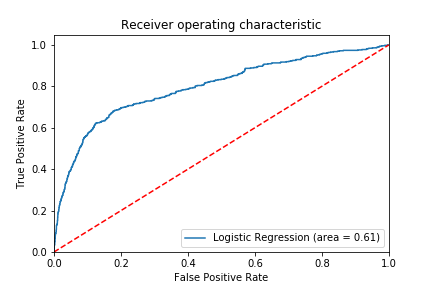 Receiver operating characteristic
True Positive Rate
1.0
0.8
0.6
0.4
0.2
0.0
Logistic Regression (area = 0.61)
0.0 0.2 0.4 0.6 0.8 1.0
False Positive Rate